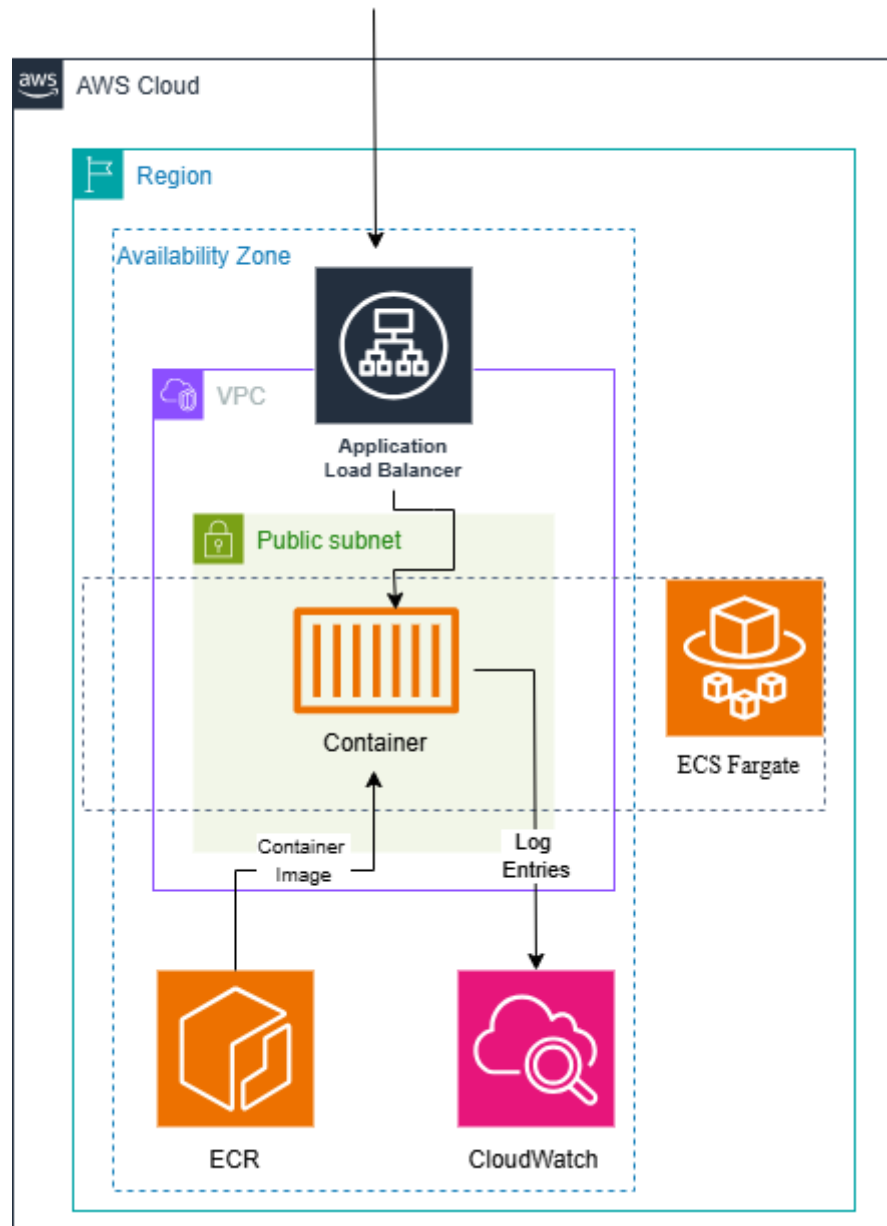 aws
AWS Cloud
Region
Availability Zone
VPC
Application
Load Balancer
Public subnet
Container
ECS Fargate
Container
Image
Log
Entries
ECR
CloudWatch